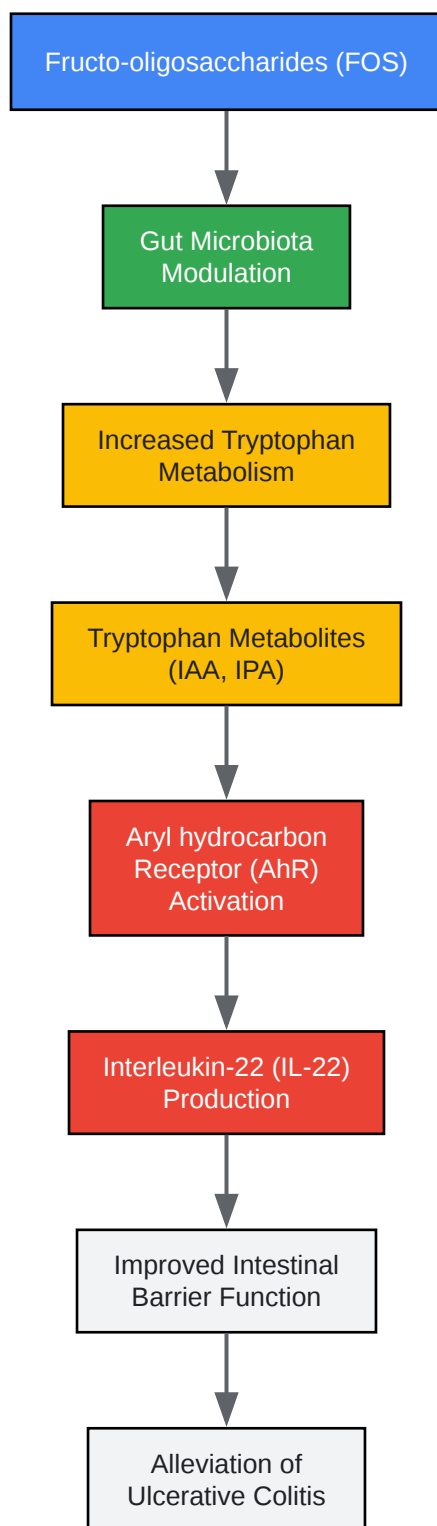 Fructo-oligosaccharides (FOS)
Gut Microbiota
Modulation
Increased Tryptophan
Metabolism
Tryptophan Metabolites
(IAA, IPA)
Aryl hydrocarbon
Receptor (AhR)
Activation
Interleukin-22 (IL-22)
Production
Improved Intestinal
Barrier Function
Alleviation of
Ulcerative Colitis